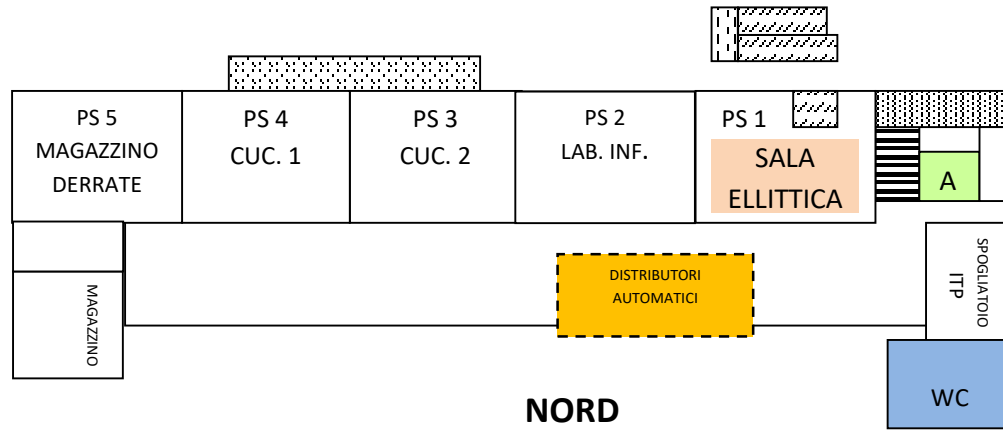 PS 5
MAGAZZINO
DERRATE
PS 4
CUC. 1
PS 3
CUC. 2
PS 2
LAB. INF.
PS 1
SALA
ELLITTICA
A
DISTRIBUTORI
AUTOMATICI
SPOGLIATOIO
ITP
MAGAZZINO
WC
NORD